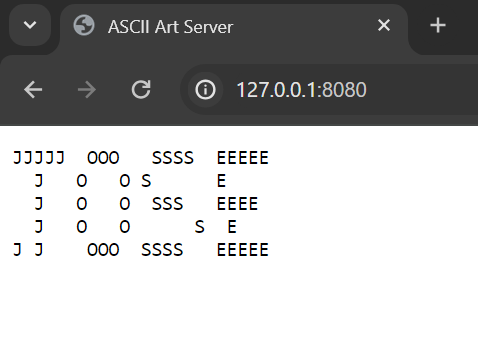 ASCII Art Server
127.0.0.1:8080
JJJJJ  OOO   SSSS  EEEEE
  J   O   O S      E
  J   O   O  SSS   EEEE
  J   O   O      S  E
J J    OOO  SSSS   EEEEE